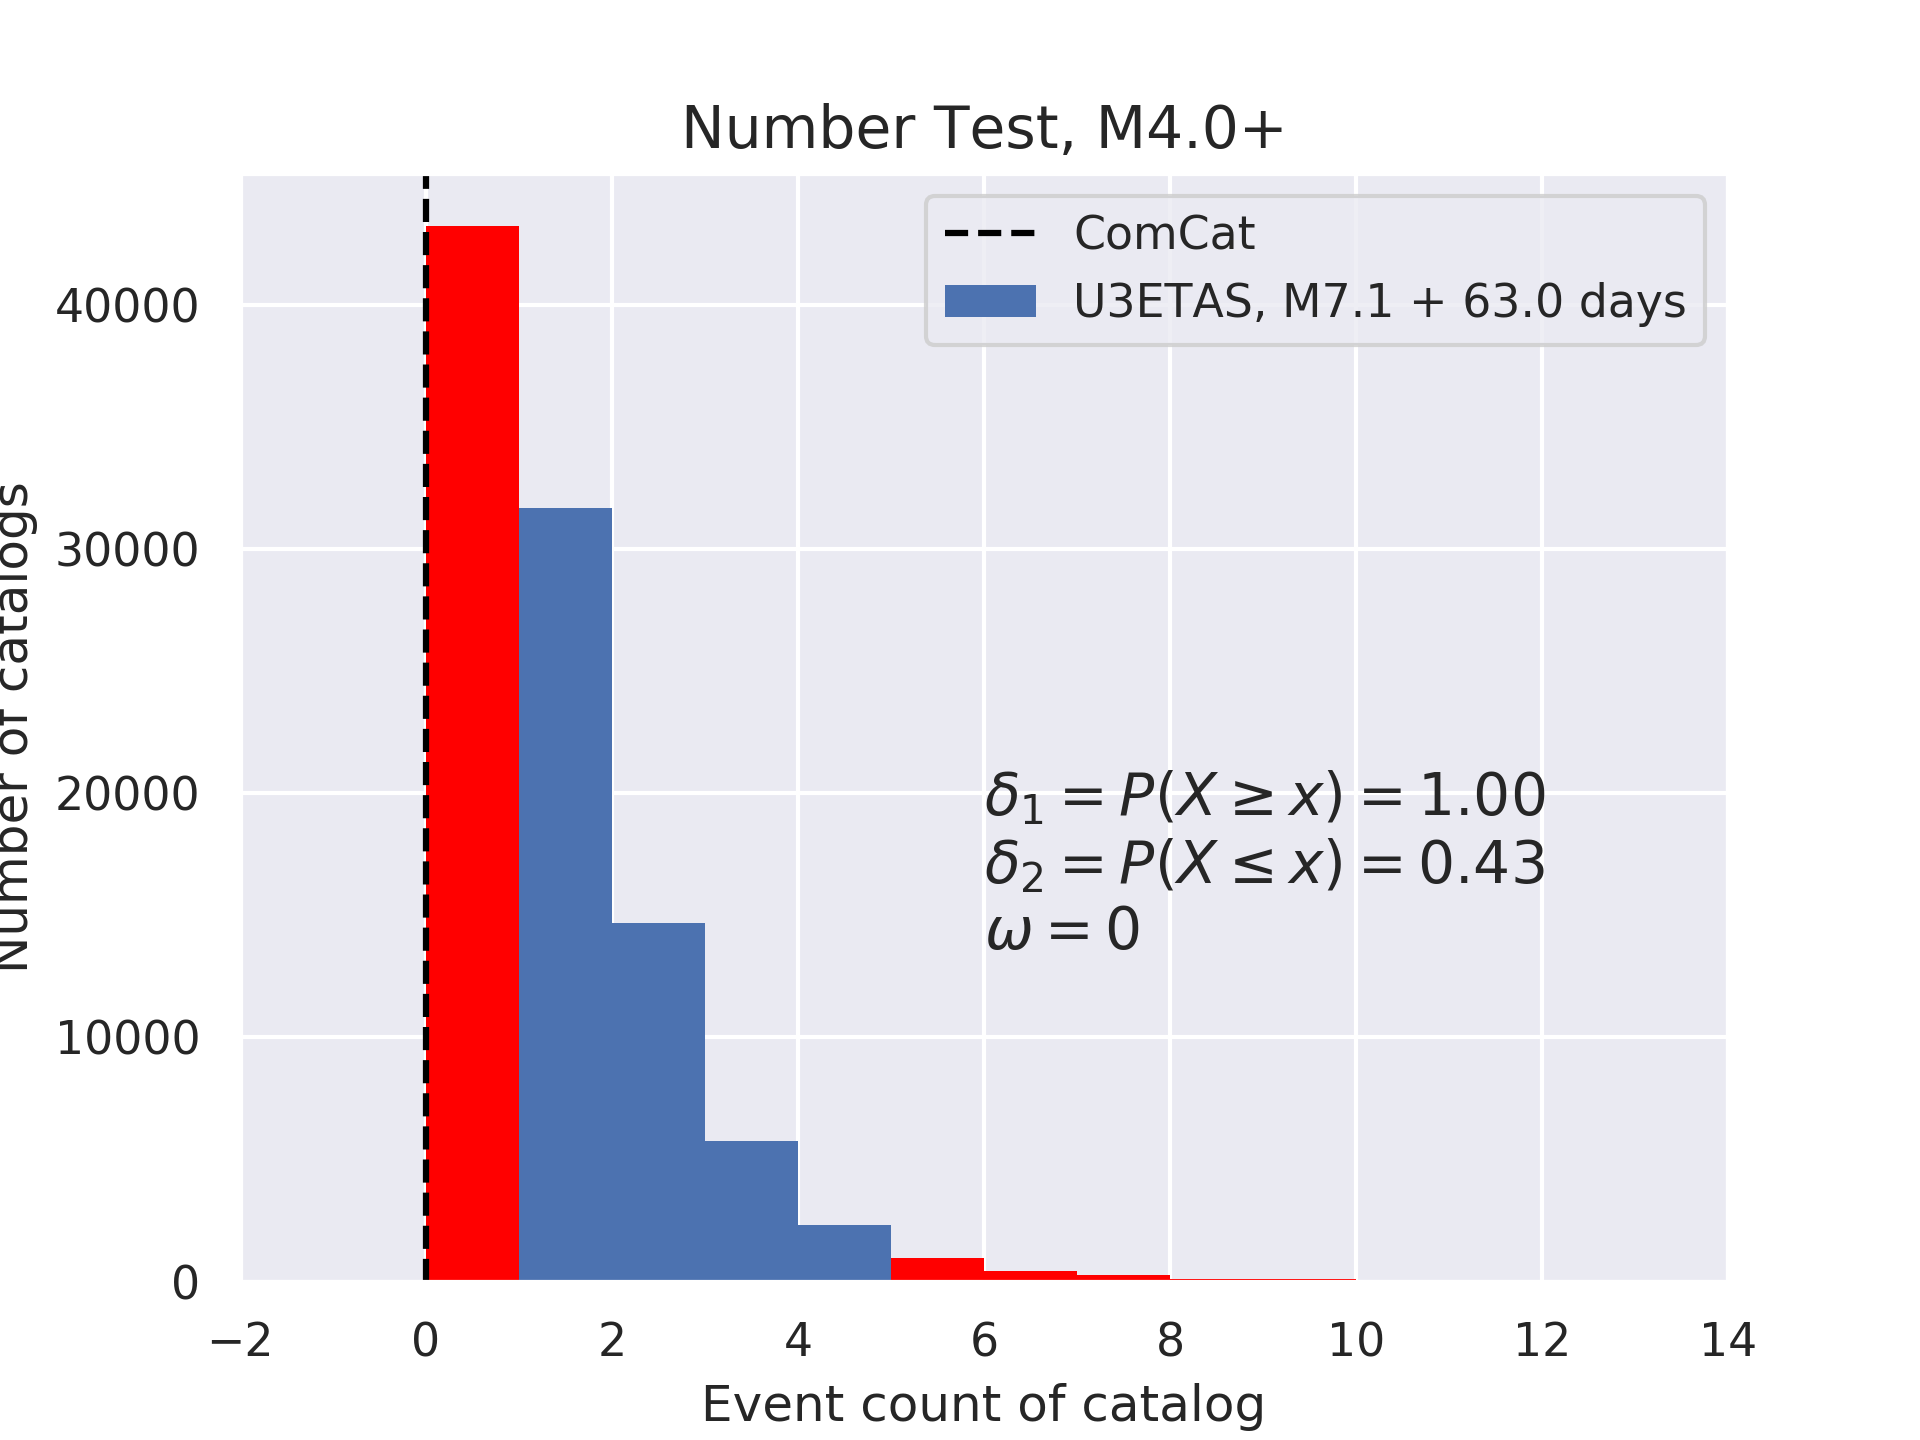 Number Test, M4.0+
ComCat
U3ETAS, M7.1 + 63.0 days
Number of catalogs
40000
30000
20000
10000
0
δ₁ = P(X ≥ x) = 1.00
δ₂ = P(X ≤ x) = 0.43
ω = 0
−2 0 2 4 6 8 10 12 14
Event count of catalog